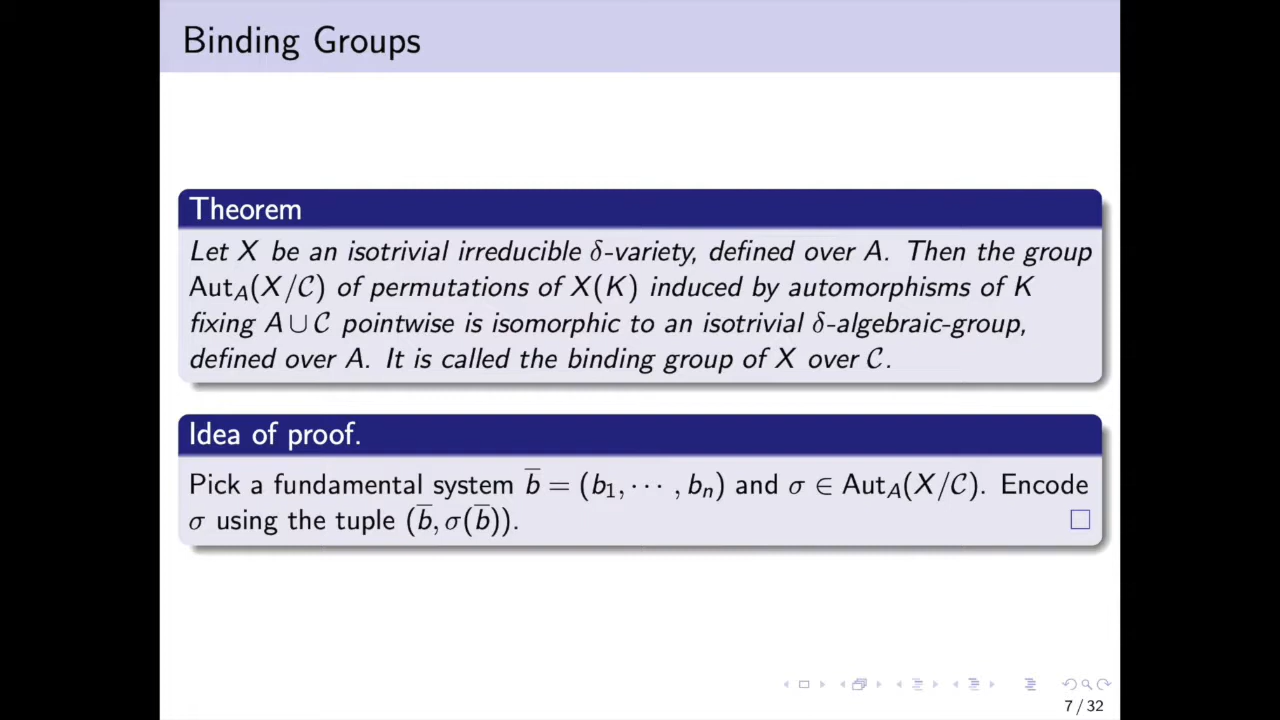 Binding Groups
Theorem
Let X be an isotrivial irreducible δ-variety, defined over A. Then the group
Aut_A(X/𝒞) of permutations of X(K) induced by automorphisms of K
fixing A ∪ 𝒞 pointwise is isomorphic to an isotrivial δ-algebraic-group,
defined over A. It is called the binding group of X over 𝒞.
Idea of proof.
Pick a fundamental system b̄ = (b₁, ⋯ , bₙ) and σ ∈ Aut_A(X/𝒞). Encode
σ using the tuple (b̄, σ(b̄)).
7 / 32